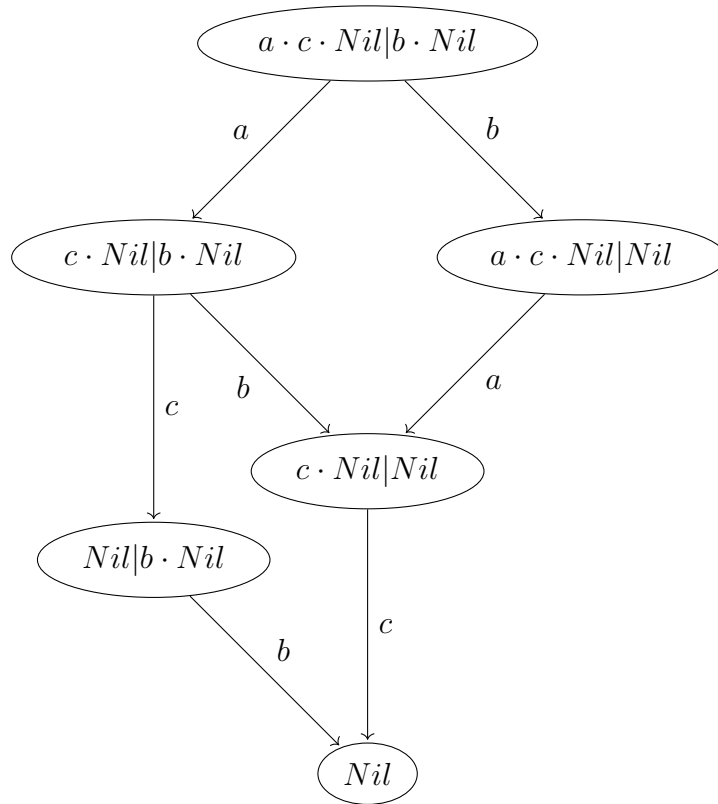 a · c · Nil|b · Nil
a
b
c · Nil|b · Nil
a · c · Nil|Nil
c
b
a
c · Nil|Nil
Nil|b · Nil
b
c
Nil